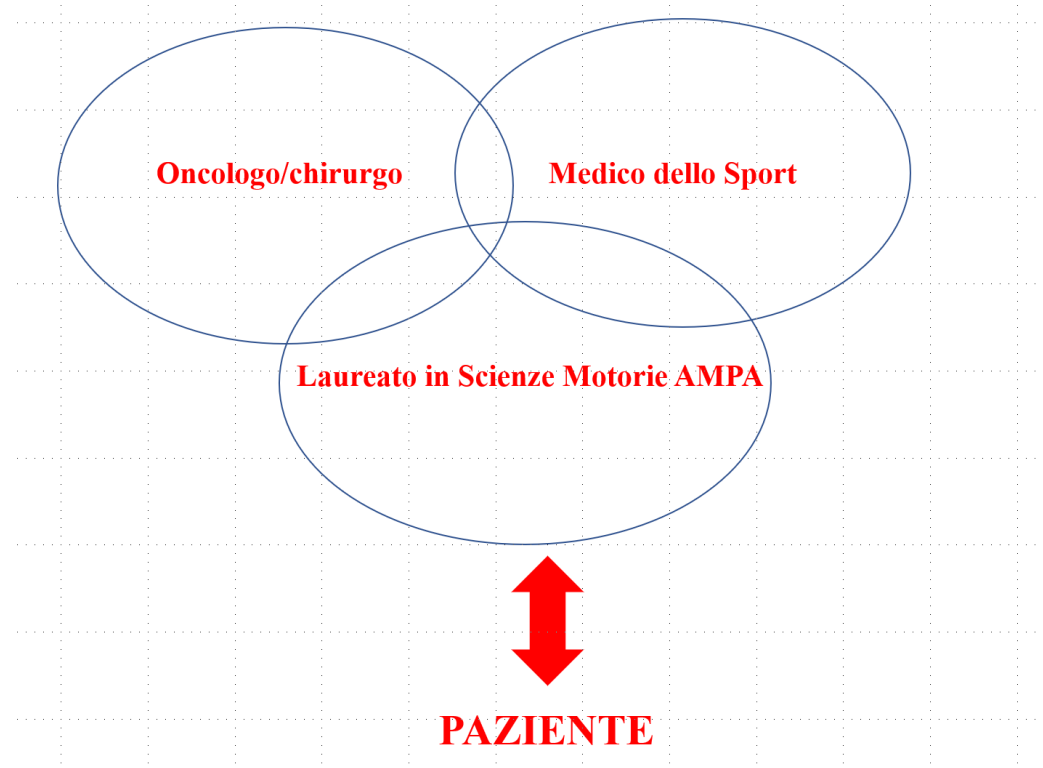 Oncologo/chirurgo
Medico dello Sport
Laureato in Scienze Motorie AMPA
PAZIENTE